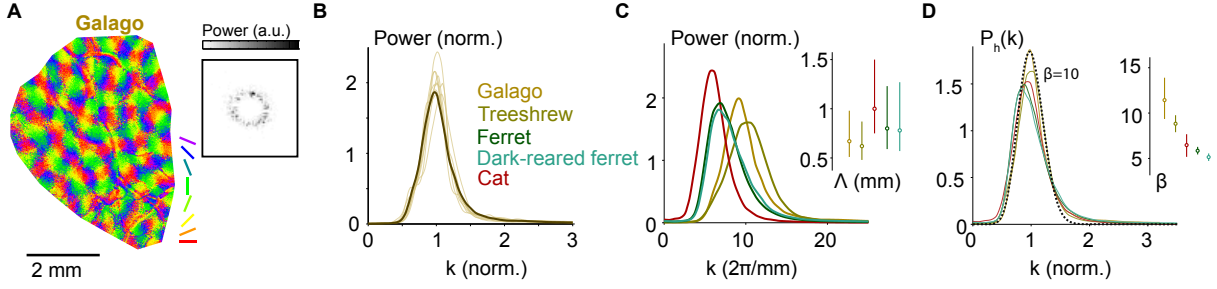 A
Galago
Power (a.u.)
2 mm
B
Power (norm.)
2
1
0
0
1
2
3
k (norm.)
Galago
Treeshrew
Ferret
Dark-reared ferret
Cat
C
Power (norm.)
2
1
0
0
10
20
k (2π/mm)
1.5
1
0.5
Λ (mm)
D
Pₕ(k)
1.5
1
0.5
0
0
1
2
3
k (norm.)
β=10
15
10
5
β